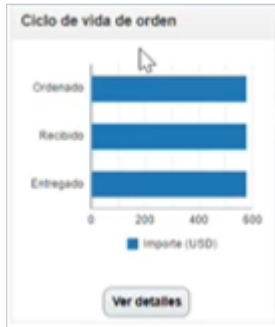 Ciclo de vida de orden
Ordenado
Recibido
Entregado
0 200 400 600
Importe (USD)
Ver detalles